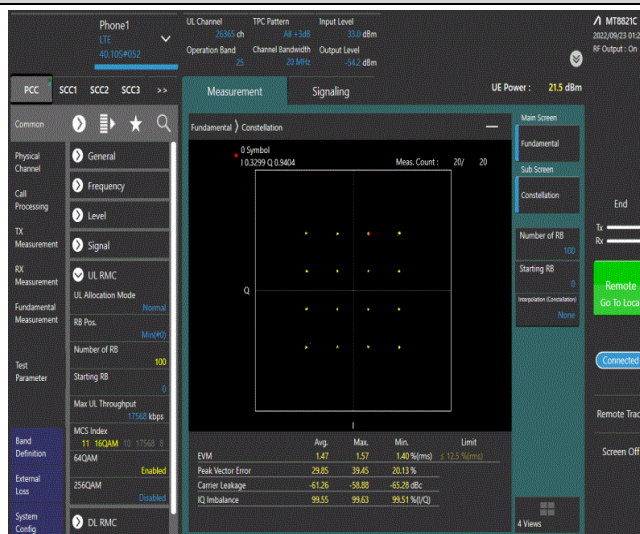 Phone1
LTE
40.10S#052
UL Channel TPC Pattern Input Level
26365 ch All +3dB 33.0 dBm
Operation Band Channel Bandwidth Output Level
25 20 MHz -54.2 dBm
MT8821C
2022/09/23 01:2
RF Output : On
PCC SCC1 SCC2 SCC3 >>
Measurement Signaling
UE Power : 21.5 dBm
Common
Physical
Channel
Call
Processing
TX
Measurement
RX
Measurement
Fundamental
Measurement
Test
Parameter
Band
Definition
External
Loss
System
Config
General
Frequency
Level
Signal
UL RMC
UL Allocation Mode
Normal
RB Pos.
Min(#0)
Number of RB
100
Starting RB
0
Max UL Throughput
17568 kbps
MCS Index
11 16QAM 10 17568 8
64QAM
Enabled
256QAM
Disabled
DL RMC
Fundamental Constellation
0 Symbol
I 0.3299 Q 0.9404 Meas. Count : 20/ 20
Q
I
Avg. Max. Min. Limit
EVM 1.47 1.57 1.40 %(rms) ≤ 12.5 %(rms)
Peak Vector Error 29.85 39.45 20.13 %
Carrier Leakage -61.26 -58.88 -65.28 dBc
IQ Imbalance 99.55 99.63 99.51 %(I/Q)
Main Screen
Fundamental
Sub Screen
Constellation
Number of RB
100
Starting RB
0
Interpolation (Constellation)
None
4 Views
End
Tx
Rx
Remote
Go To Loca
Connected
Remote Trac
Screen Off